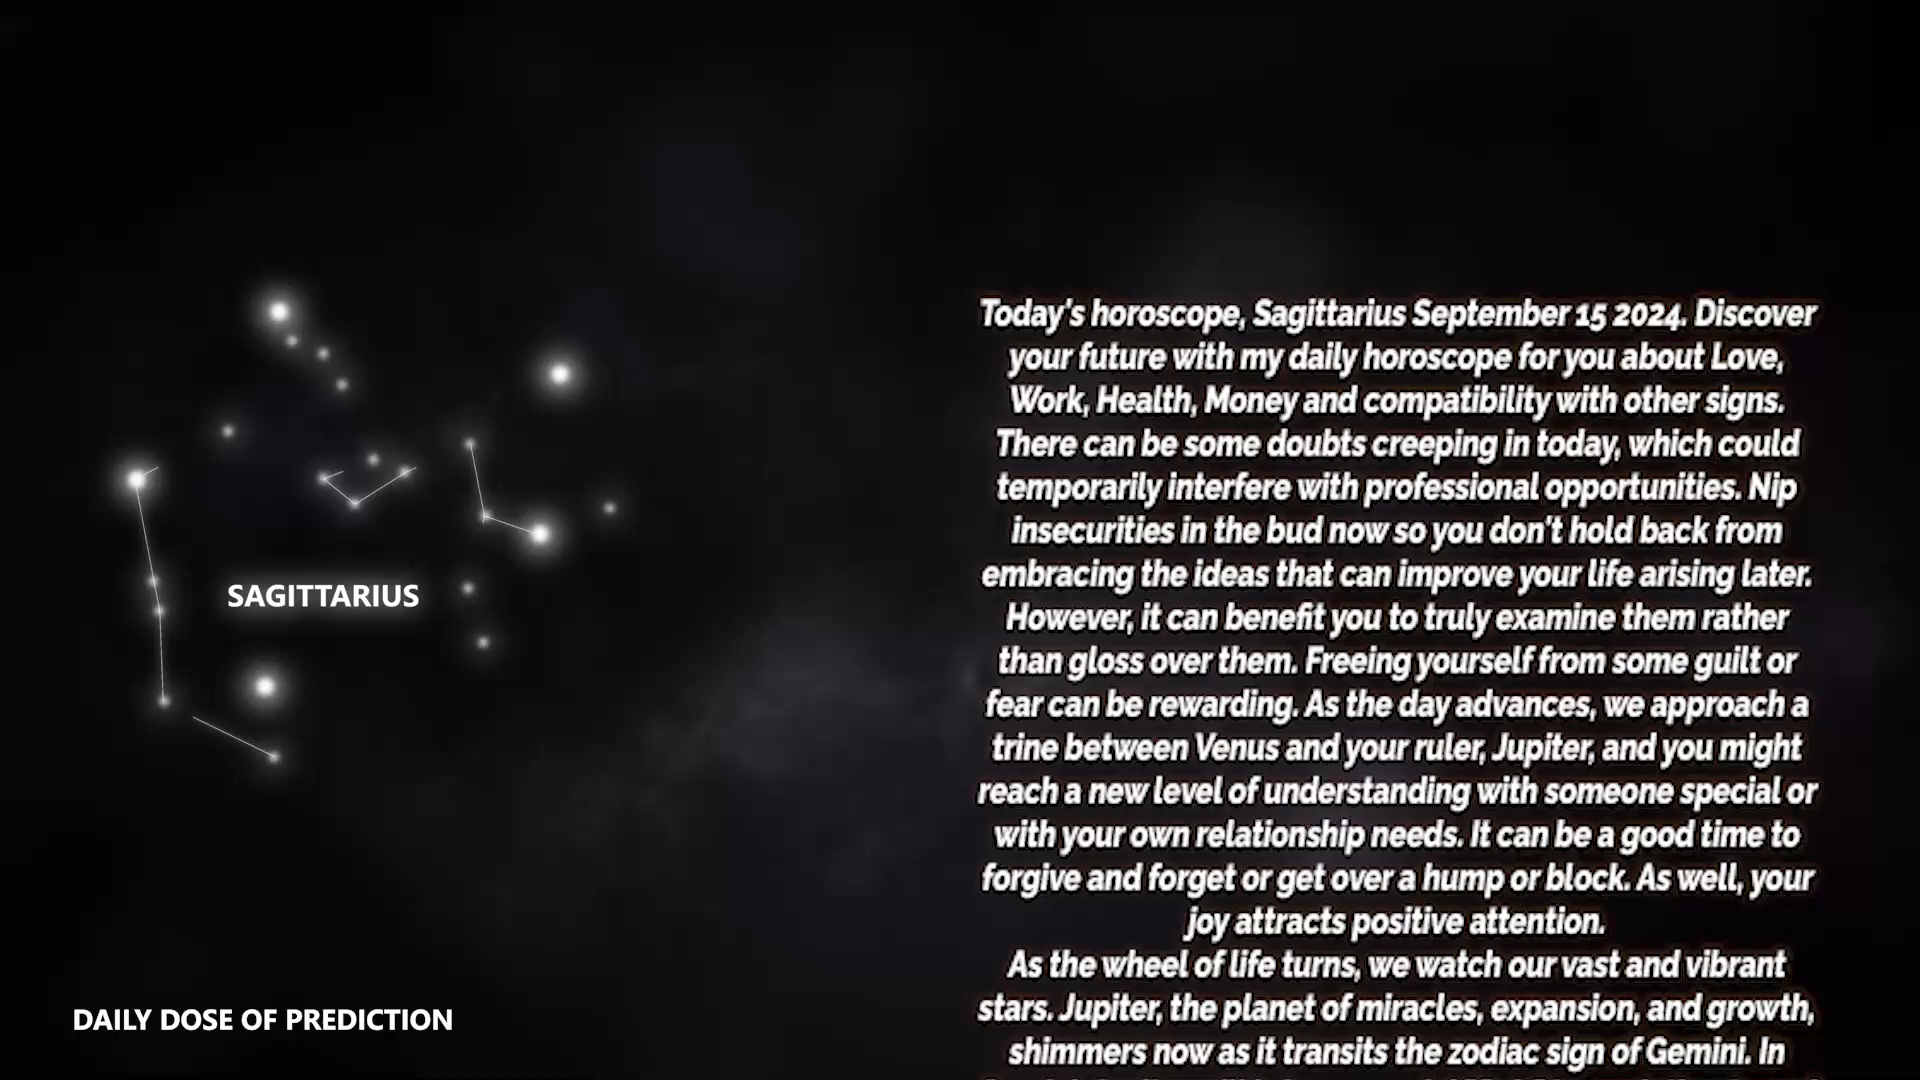 Today's horoscope, Sagittarius September 15 2024. Discover
your future with my daily horoscope for you about Love,
Work, Health, Money and compatibility with other signs.
There can be some doubts creeping in today, which could
temporarily interfere with professional opportunities. Nip
insecurities in the bud now so you don't hold back from
embracing the ideas that can improve your life arising later.
However, it can benefit you to truly examine them rather
than gloss over them. Freeing yourself from some guilt or
fear can be rewarding. As the day advances, we approach a
trine between Venus and your ruler, Jupiter, and you might
reach a new level of understanding with someone special or
with your own relationship needs. It can be a good time to
forgive and forget or get over a hump or block. As well, your
joy attracts positive attention.
As the wheel of life turns, we watch our vast and vibrant
stars. Jupiter, the planet of miracles, expansion, and growth,
shimmers now as it transits the zodiac sign of Gemini. In
SAGITTARIUS
DAILY DOSE OF PREDICTION